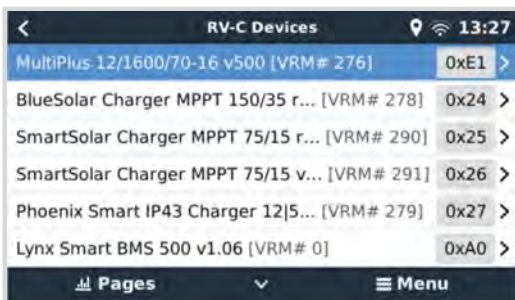 RV-C Devices 13:27
MultiPlus 12/1600/70-16 v500 [VRM# 276] 0xE1
BlueSolar Charger MPPT 150/35 r... [VRM# 278] 0x24
SmartSolar Charger MPPT 75/15 r... [VRM# 290] 0x25
SmartSolar Charger MPPT 75/15 v... [VRM# 291] 0x26
Phoenix Smart IP43 Charger 12|5... [VRM# 279] 0x27
Lynx Smart BMS 500 v1.06 [VRM# 0] 0xA0
Pages Menu